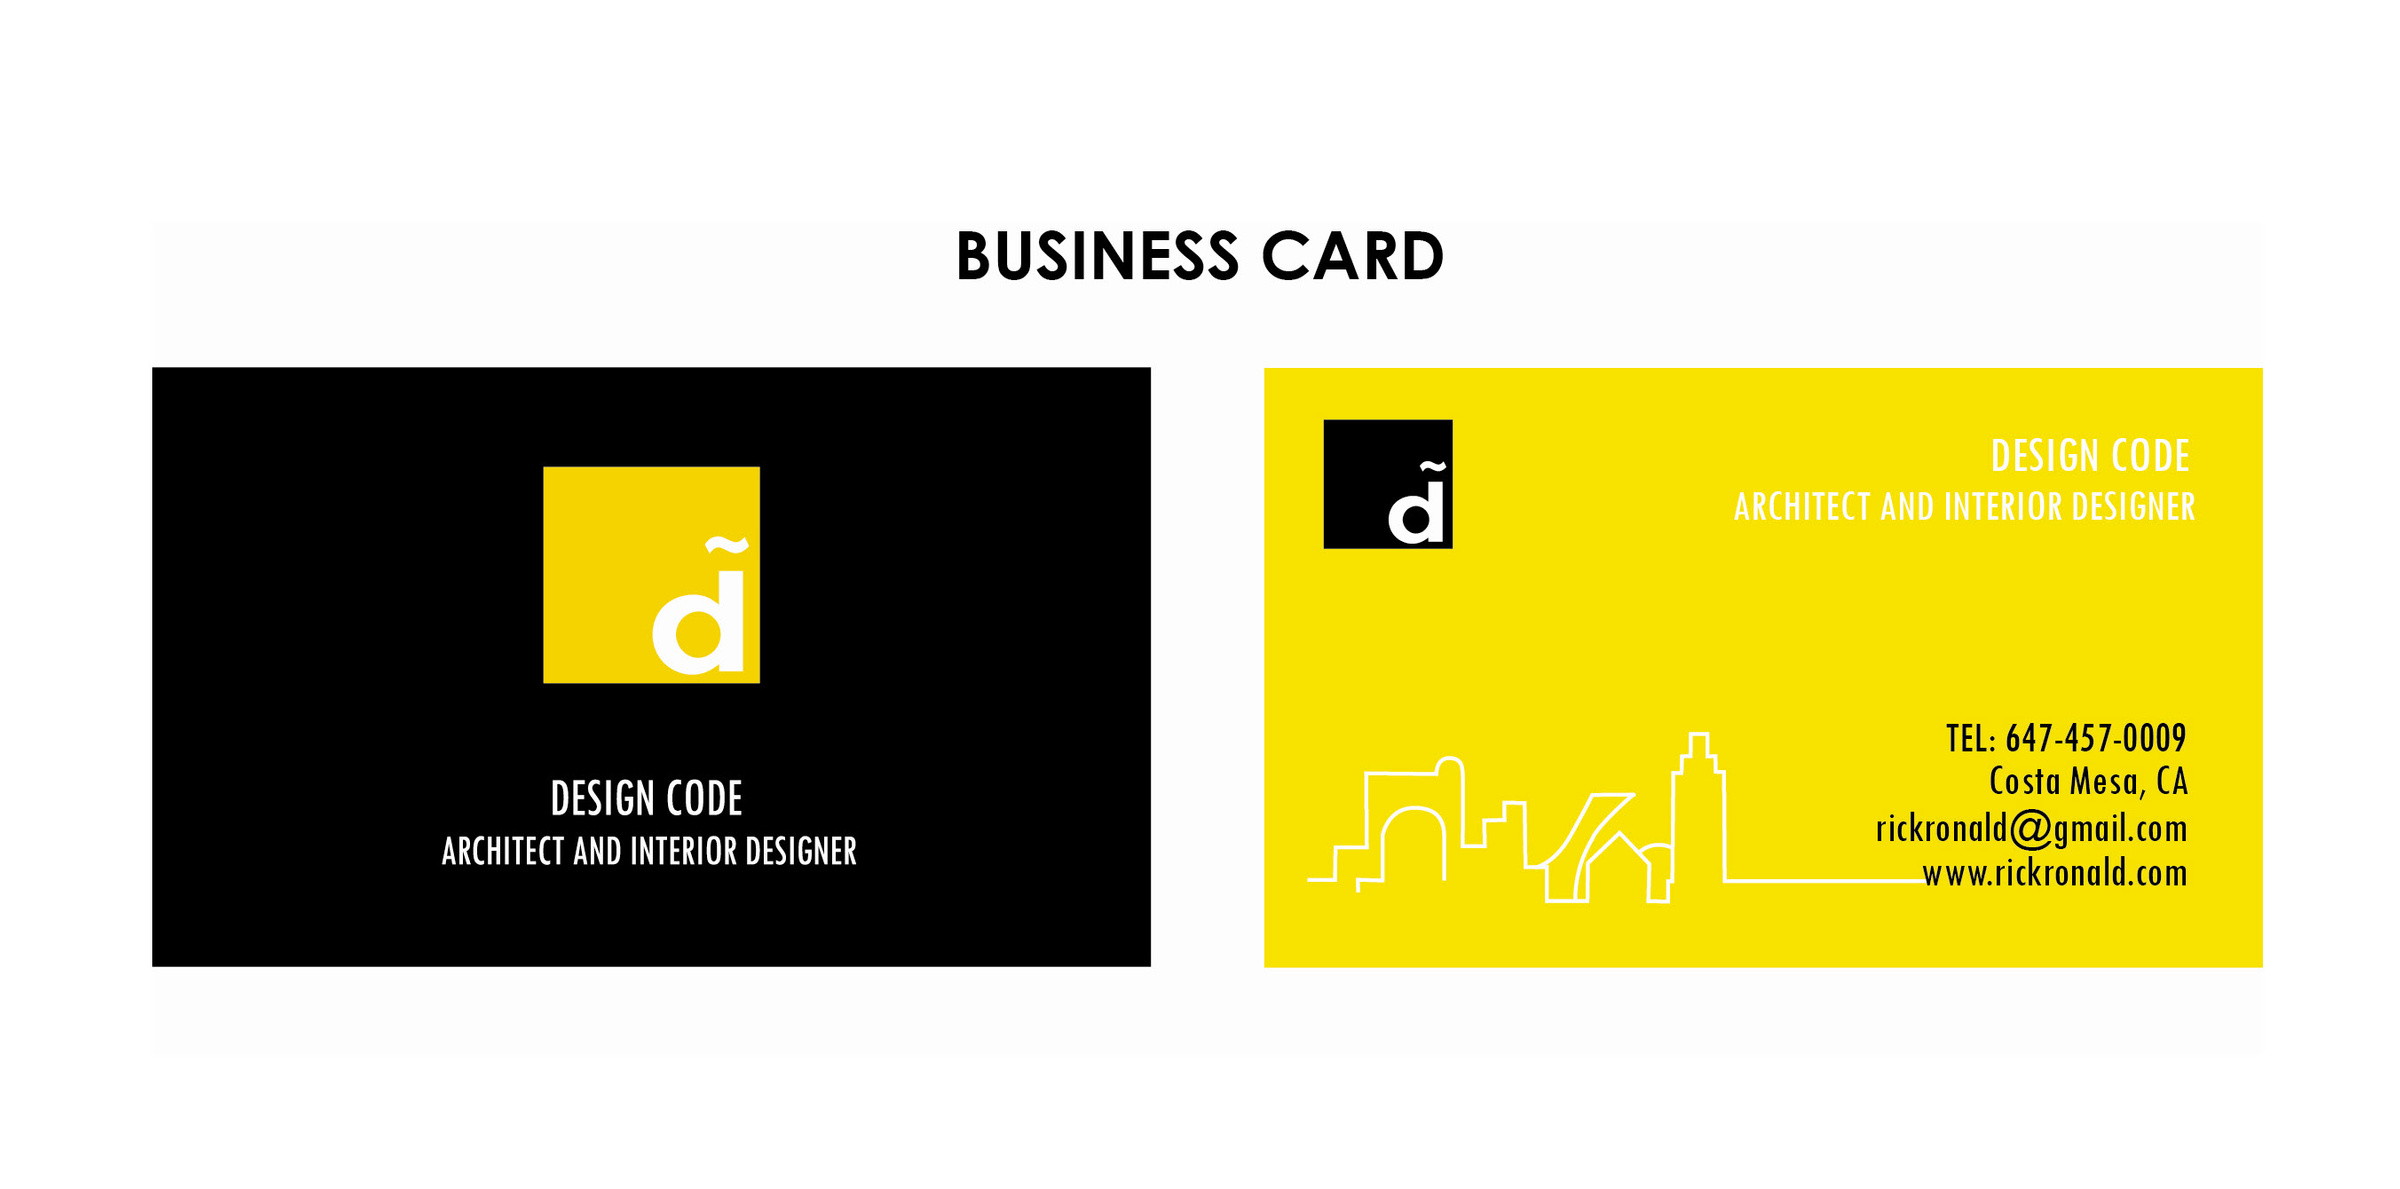 BUSINESS CARD
d̃
DESIGN CODE
ARCHITECT AND INTERIOR DESIGNER
d̃
DESIGN CODE
ARCHITECT AND INTERIOR DESIGNER
TEL: 647-457-0009
Costa Mesa, CA
rickronald@gmail.com
www.rickronald.com